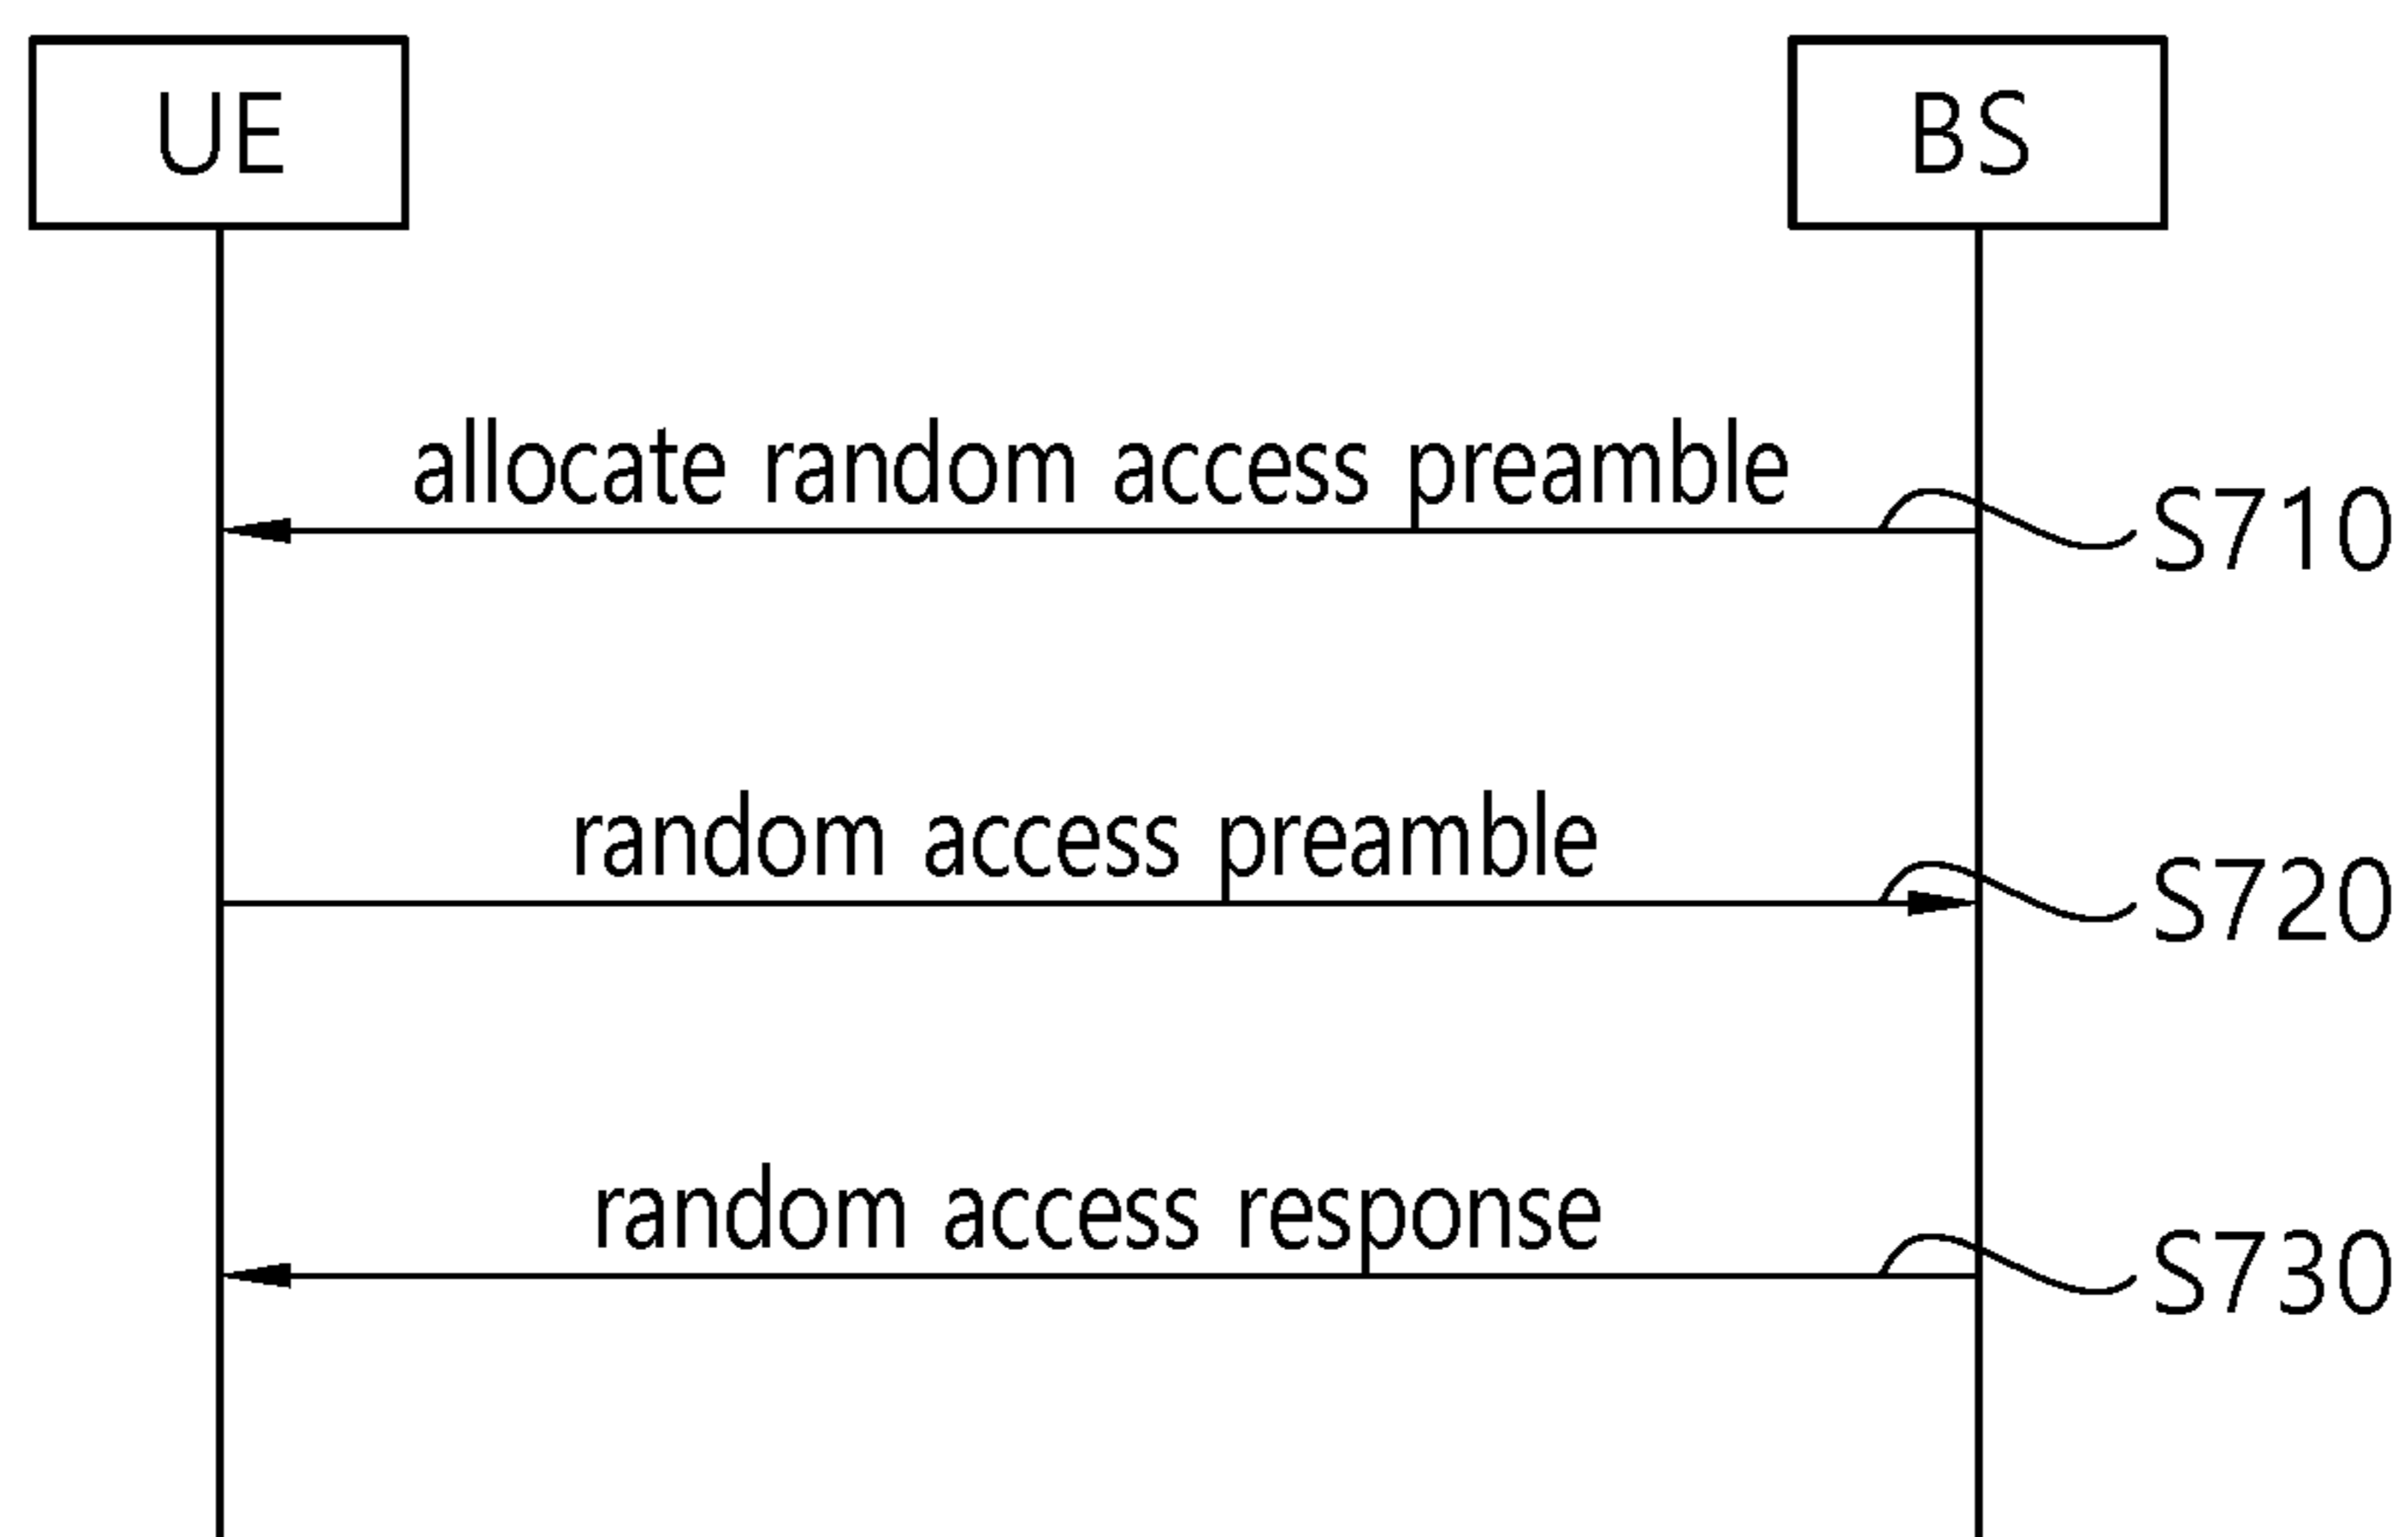 UE
BS
allocate random access preamble
S710
random access preamble
S720
random access response
S730